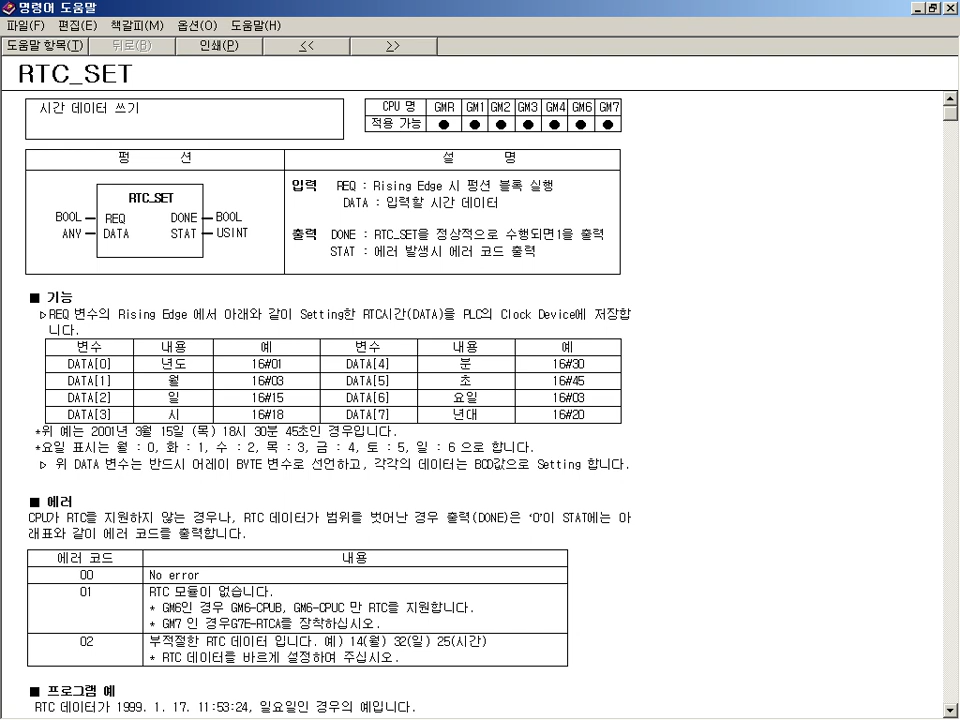 명령어 도움말
파일(F) 편집(E) 책갈피(M) 옵션(O) 도움말(H)
도움말 항목(T) 뒤로(B) 인쇄(P) << >>
RTC_SET
시간 데이터 쓰기
CPU 명 GMR GM1 GM2 GM3 GM4 GM6 GM7
적용 가능 ● ● ● ● ● ● ●
펑 션 설 명
RTC_SET
BOOL REQ DONE BOOL
ANY DATA STAT USINT
입력 REQ : Rising Edge 시 펑션 블록 실행
DATA : 입력할 시간 데이터
출력 DONE : RTC_SET을 정상적으로 수행되면1을 출력
STAT : 에러 발생시 에러 코드 출력
■ 기능
▷REQ 변수의 Rising Edge 에서 아래와 같이 Setting한 RTC시간(DATA)을 PLC의 Clock Device에 저장합
니다.
변수 내용 예 변수 내용 예
DATA[0] 년도 16#01 DATA[4] 분 16#30
DATA[1] 월 16#03 DATA[5] 초 16#45
DATA[2] 일 16#15 DATA[6] 요일 16#03
DATA[3] 시 16#18 DATA[7] 년대 16#20
*위 예는 2001년 3월 15일 (목) 18시 30분 45초인 경우입니다.
*요일 표시는 월 : 0, 화 : 1, 수 : 2, 목 : 3, 금 : 4, 토 : 5, 일 : 6 으로 합니다.
▷ 위 DATA 변수는 반드시 어레이 BYTE 변수로 선언하고, 각각의 데이터는 BCD값으로 Setting 합니다.
■ 에러
CPU가 RTC를 지원하지 않는 경우나, RTC 데이터가 범위를 벗어난 경우 출력(DONE)은 ‘0’이 STAT에는 아
래표와 같이 에러 코드를 출력합니다.
에러 코드 내용
00 No error
01 RTC 모듈이 없습니다.
* GM6인 경우 GM6-CPUB, GM6-CPUC 만 RTC를 지원합니다.
* GM7 인 경우G7E-RTCA를 장착하십시오.
02 부적절한 RTC 데이터 입니다. 예) 14(월) 32(일) 25(시간)
* RTC 데이터를 바르게 설정하여 주십시오.
■ 프로그램 예
RTC 데이터가 1999. 1. 17. 11:53:24, 일요일인 경우의 예입니다.